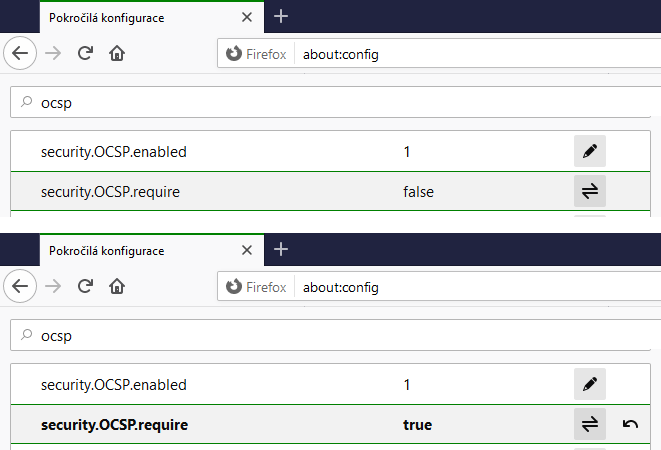 Pokročilá konfigurace
Firefox about:config
ocsp
security.OCSP.enabled 1
security.OCSP.require false
Pokročilá konfigurace
Firefox about:config
ocsp
security.OCSP.enabled 1
security.OCSP.require true